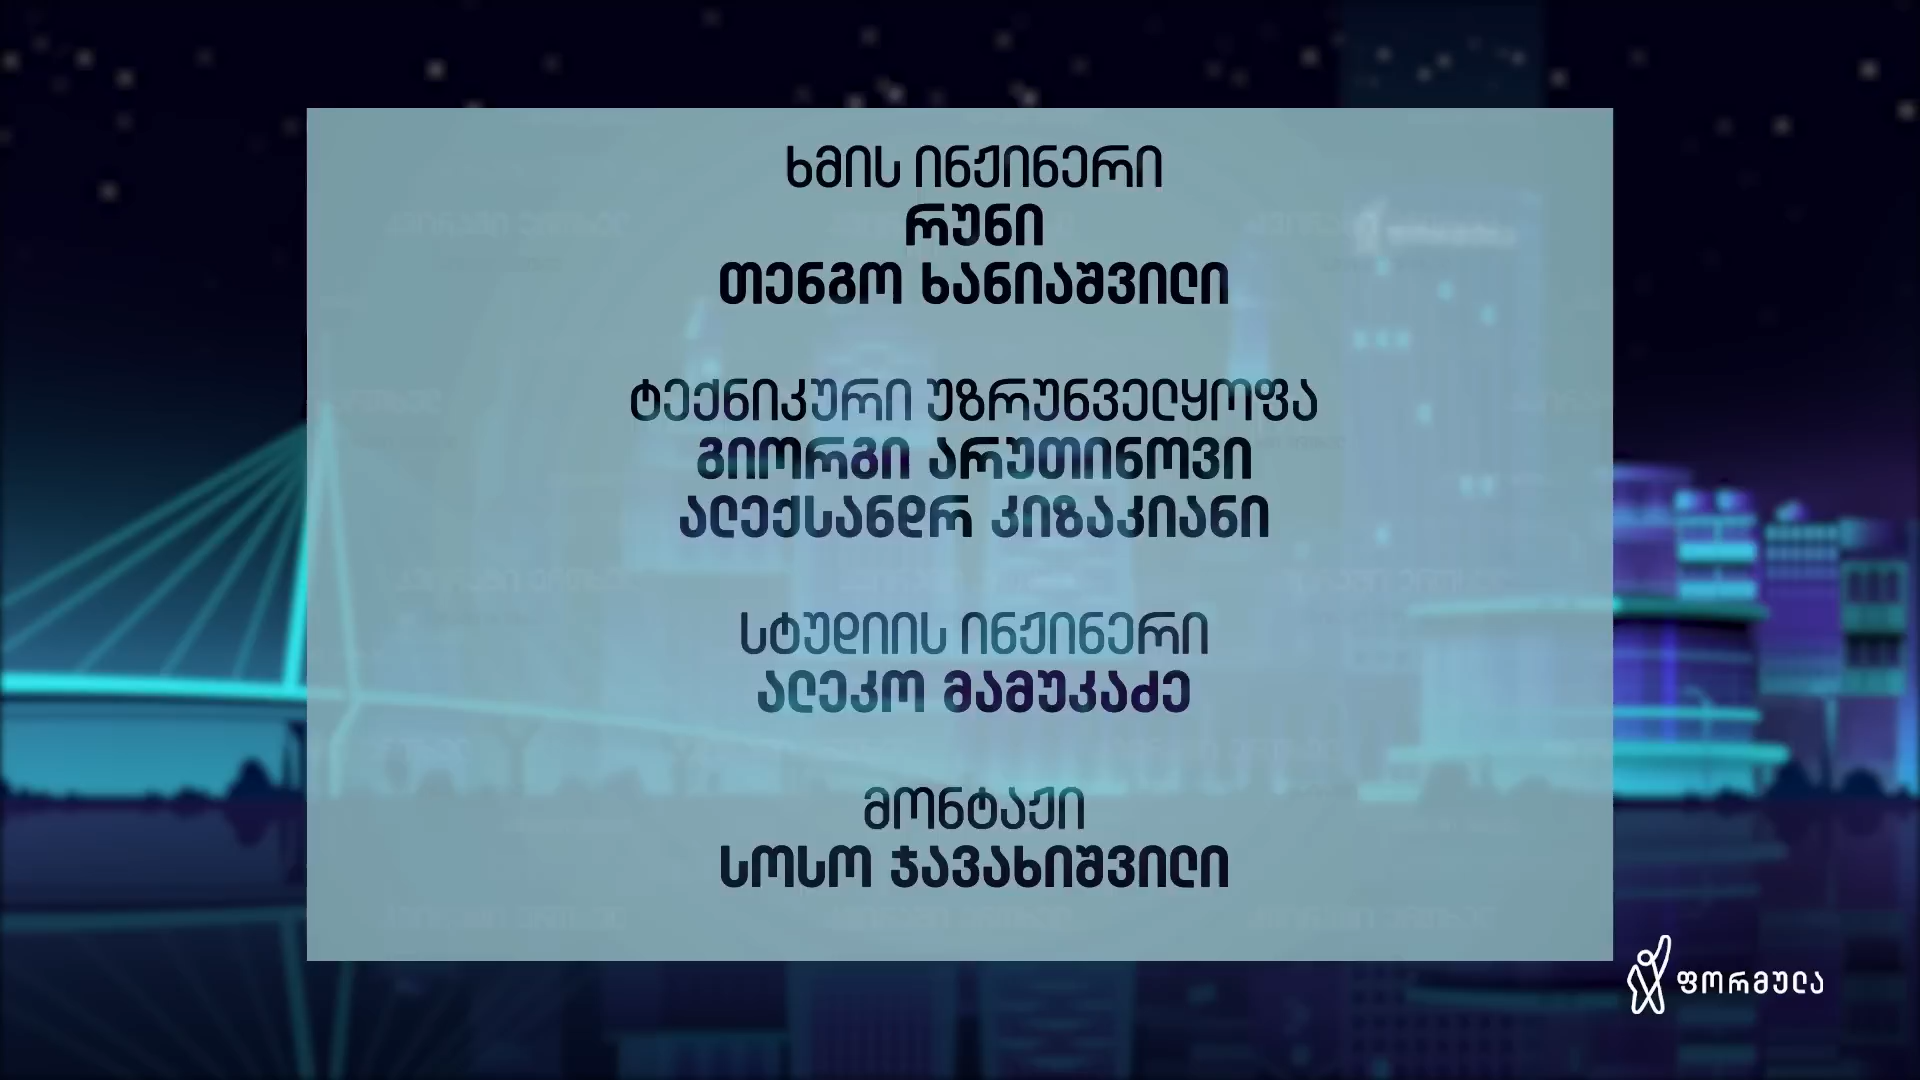 ხმის ინჟინერი
რუნი
თენგო ხანიაშვილი
ტექნიკური უზრუნველყოფა
გიორგი არუთინოვი
ალექსანდრ კიზაკიანი
სტუდიის ინჟინერი
ალეკო მამუკაძე
მონტაჟი
სოსო ჯავახიშვილი
ფორმულა